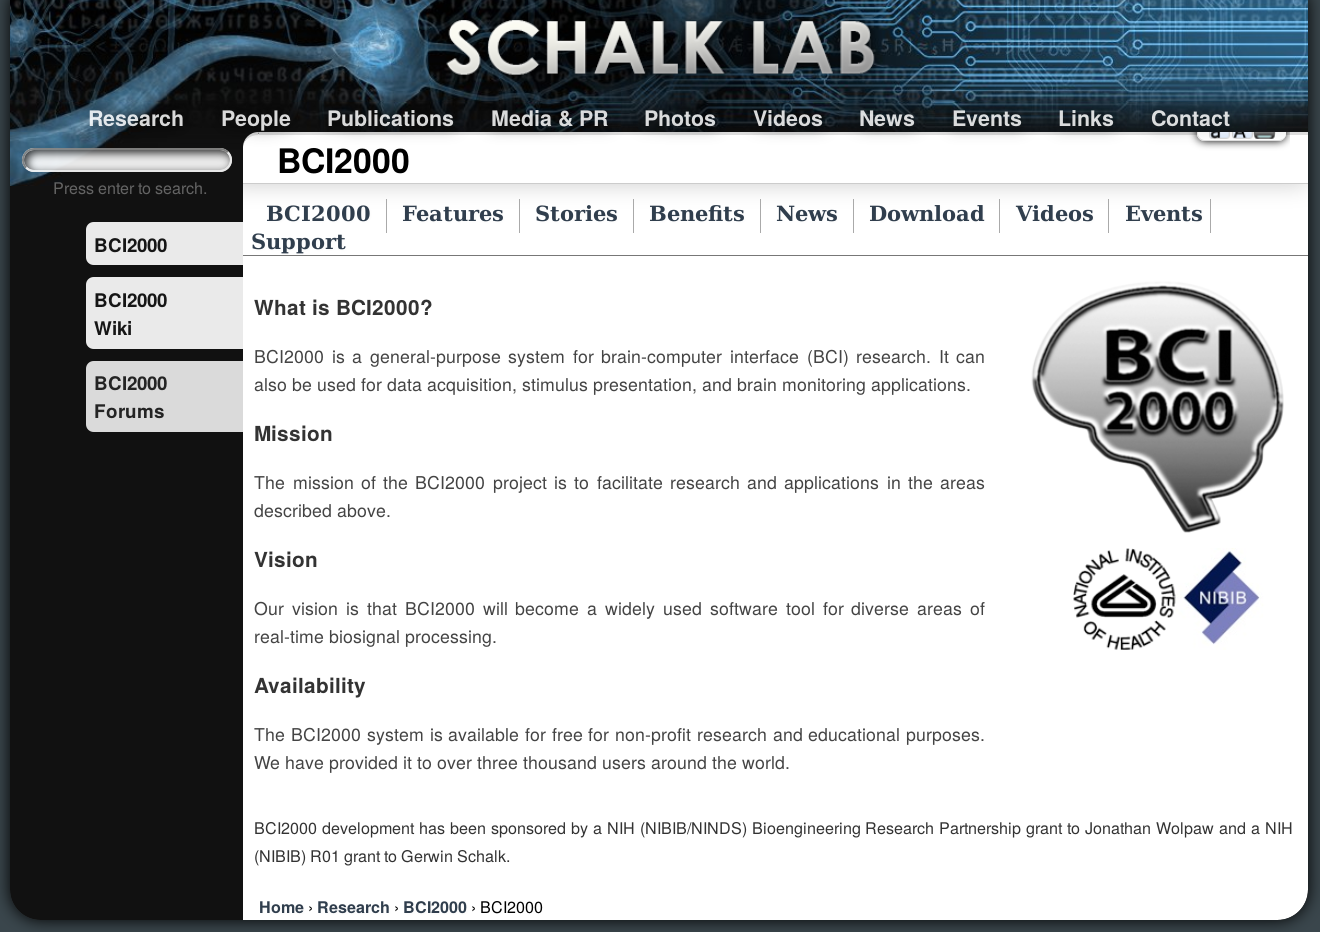 SCHALK LAB
Research People Publications Media & PR Photos Videos News Events Links Contact
BCI2000
Press enter to search.
BCI2000 Features Stories Benefits News Download Videos Events
Support
BCI2000
BCI2000
Wiki
BCI2000
Forums
What is BCI2000?
BCI2000 is a general-purpose system for brain-computer interface (BCI) research. It can
also be used for data acquisition, stimulus presentation, and brain monitoring applications.
Mission
The mission of the BCI2000 project is to facilitate research and applications in the areas
described above.
Vision
Our vision is that BCI2000 will become a widely used software tool for diverse areas of
real-time biosignal processing.
Availability
The BCI2000 system is available for free for non-profit research and educational purposes.
We have provided it to over three thousand users around the world.
BCI
2000
NATIONAL INSTITUTES
OF HEALTH
NIBIB
BCI2000 development has been sponsored by a NIH (NIBIB/NINDS) Bioengineering Research Partnership grant to Jonathan Wolpaw and a NIH
(NIBIB) R01 grant to Gerwin Schalk.
Home › Research › BCI2000 › BCI2000